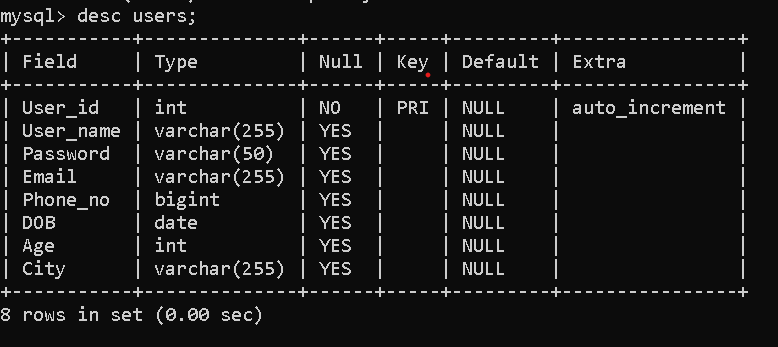 mysql> desc users;
+-----------+--------------+------+-----+---------+----------------+
| Field     | Type         | Null | Key | Default | Extra          |
+-----------+--------------+------+-----+---------+----------------+
| User_id   | int          | NO   | PRI | NULL    | auto_increment |
| User_name | varchar(255) | YES  |     | NULL    |                |
| Password  | varchar(50)  | YES  |     | NULL    |                |
| Email     | varchar(255) | YES  |     | NULL    |                |
| Phone_no  | bigint       | YES  |     | NULL    |                |
| DOB       | date         | YES  |     | NULL    |                |
| Age       | int          | YES  |     | NULL    |                |
| City      | varchar(255) | YES  |     | NULL    |                |
+-----------+--------------+------+-----+---------+----------------+
8 rows in set (0.00 sec)